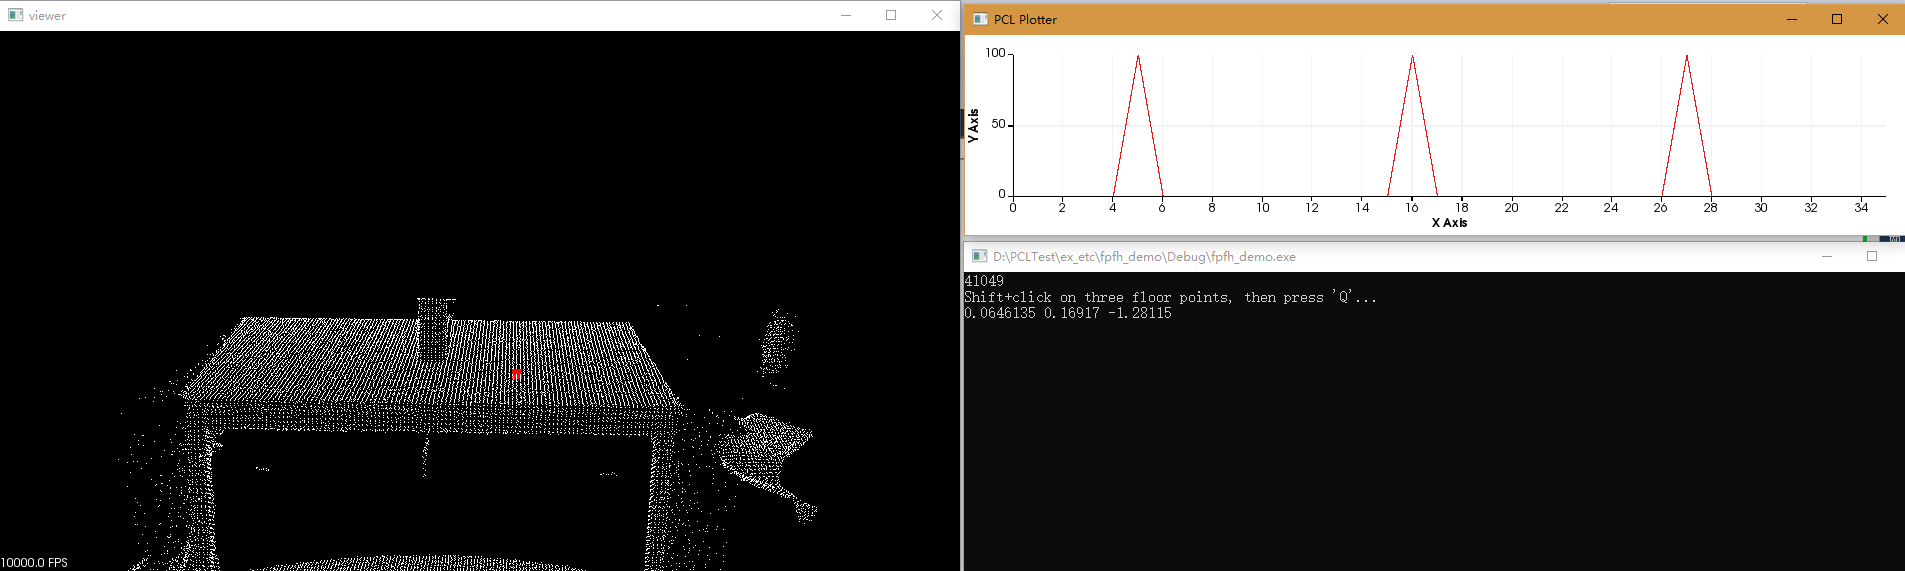 viewer
10000.0 FPS
PCL Plotter
100
50
0
Y Axis
0 2 4 6 8 10 12 14 16 18 20 22 24 26 28 30 32 34
X Axis
D:\PCLTest\ex_etc\fpfh_demo\Debug\fpfh_demo.exe
41049
Shift+click on three floor points, then press 'Q'...
0.0646135 0.16917 -1.28115